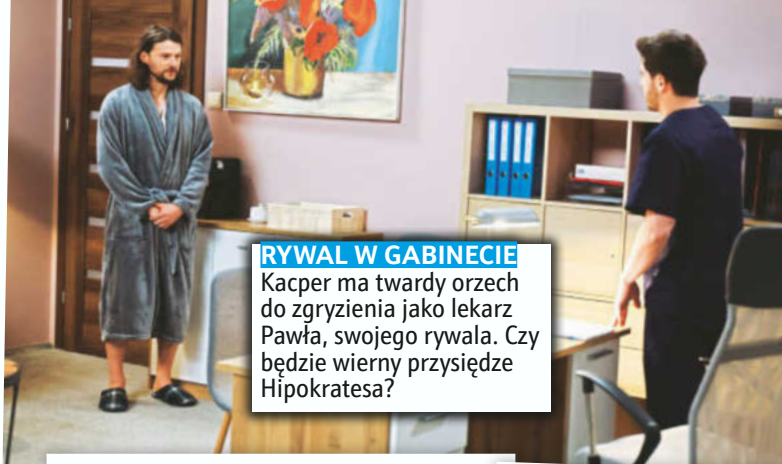 RYWAL W GABINECIE
Kacper ma twardy orzech
do zgryzienia jako lekarz
Pawła, swojego rywala. Czy
będzie wierny przysiędze
Hipokratesa?